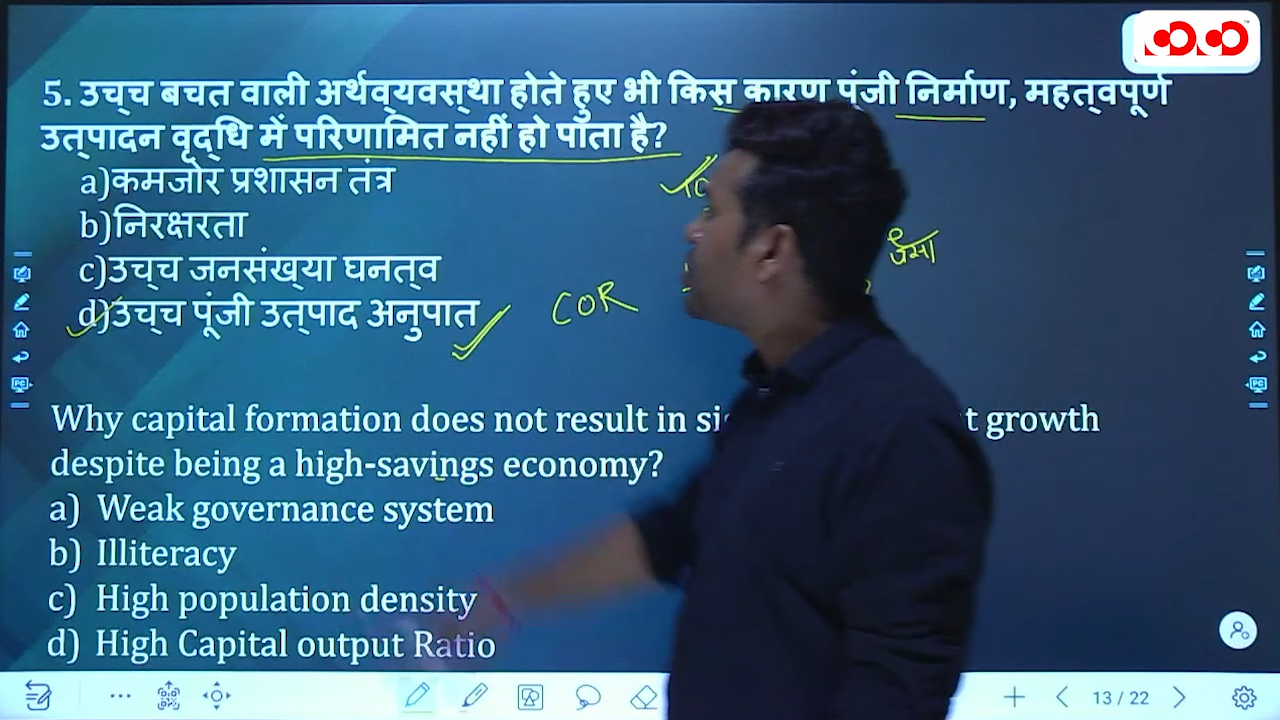 5. उच्च बचत वाली अर्थव्यवस्था होते हुए भी किस कारण पूंजी निर्माण, महत्वपूर्ण
उत्पादन वृद्धि में परिणामित नहीं हो पाता है?
a)कमजोर प्रशासन तंत्र
b)निरक्षरता
c)उच्च जनसंख्या घनत्व
पैसा
d)उच्च पूंजी उत्पाद अनुपात COR
Why capital formation does not result in growth
despite being a high-savings economy?
a) Weak governance system
b) Illiteracy
c) High population density
d) High Capital output Ratio
13 / 22